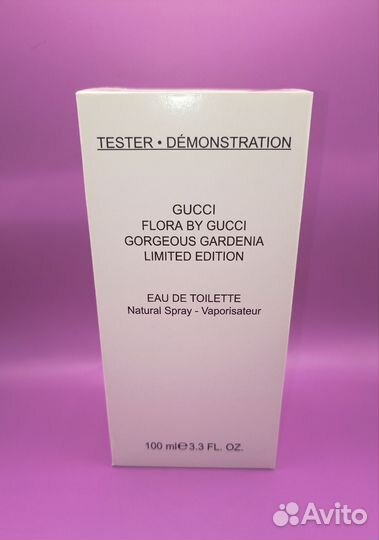 TESTER • DÉMONSTRATION
GUCCI
FLORA BY GUCCI
GORGEOUS GARDENIA
LIMITED EDITION
EAU DE TOILETTE
Natural Spray - Vaporisateur
100 ml℮3.3 FL. OZ.
Avito